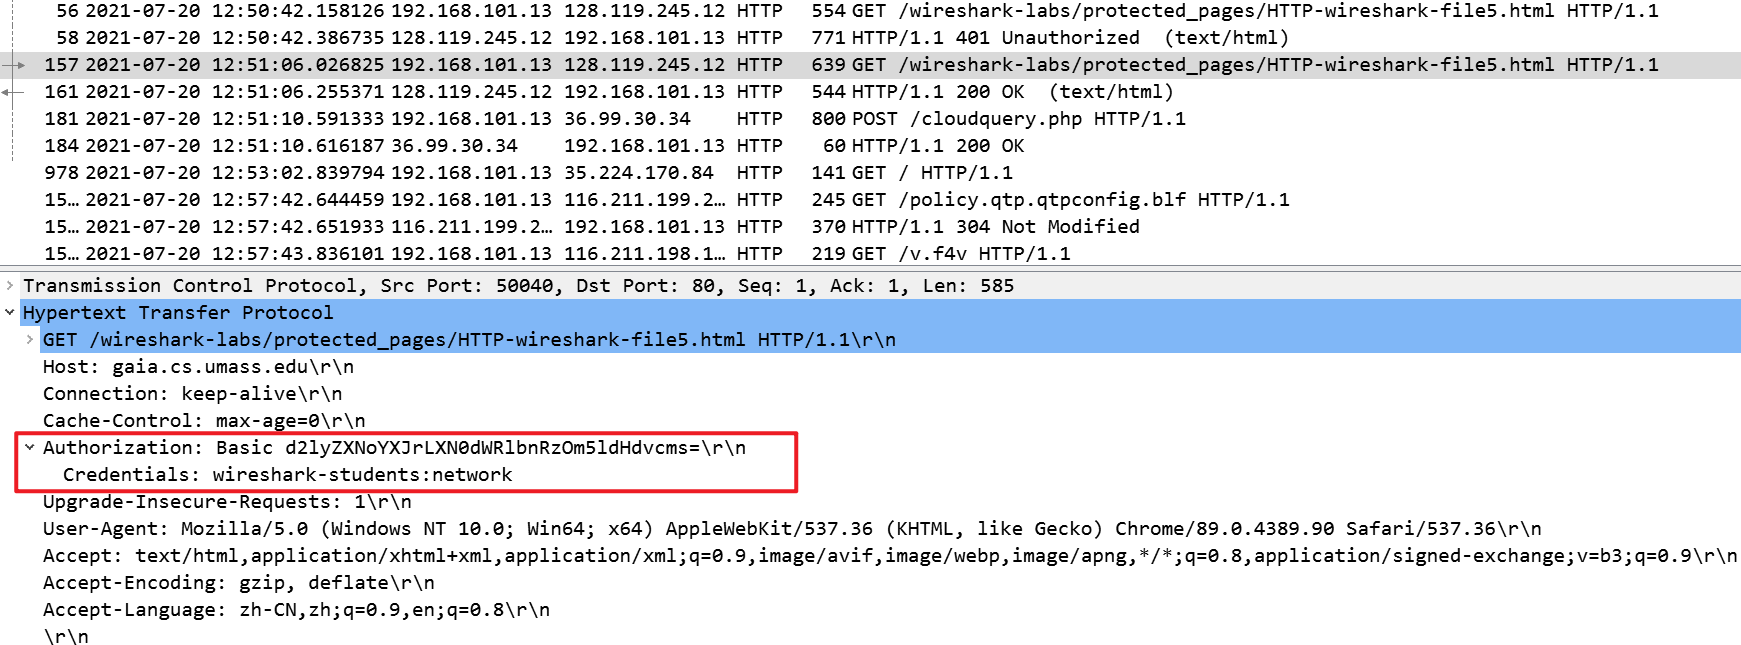 56 2021-07-20 12:50:42.158126 192.168.101.13 128.119.245.12 HTTP 554 GET /wireshark-labs/protected_pages/HTTP-wireshark-file5.html HTTP/1.1
58 2021-07-20 12:50:42.386735 128.119.245.12 192.168.101.13 HTTP 771 HTTP/1.1 401 Unauthorized (text/html)
157 2021-07-20 12:51:06.026825 192.168.101.13 128.119.245.12 HTTP 639 GET /wireshark-labs/protected_pages/HTTP-wireshark-file5.html HTTP/1.1
161 2021-07-20 12:51:06.255371 128.119.245.12 192.168.101.13 HTTP 544 HTTP/1.1 200 OK (text/html)
181 2021-07-20 12:51:10.591333 192.168.101.13 36.99.30.34 HTTP 800 POST /cloudquery.php HTTP/1.1
184 2021-07-20 12:51:10.616187 36.99.30.34 192.168.101.13 HTTP 60 HTTP/1.1 200 OK
978 2021-07-20 12:53:02.839794 192.168.101.13 35.224.170.84 HTTP 141 GET / HTTP/1.1
15… 2021-07-20 12:57:42.644459 192.168.101.13 116.211.199.2… HTTP 245 GET /policy.qtp.qtpconfig.blf HTTP/1.1
15… 2021-07-20 12:57:42.651933 116.211.199.2… 192.168.101.13 HTTP 370 HTTP/1.1 304 Not Modified
15… 2021-07-20 12:57:43.836101 192.168.101.13 116.211.198.1… HTTP 219 GET /v.f4v HTTP/1.1
Transmission Control Protocol, Src Port: 50040, Dst Port: 80, Seq: 1, Ack: 1, Len: 585
Hypertext Transfer Protocol
GET /wireshark-labs/protected_pages/HTTP-wireshark-file5.html HTTP/1.1\r\n
Host: gaia.cs.umass.edu\r\n
Connection: keep-alive\r\n
Cache-Control: max-age=0\r\n
Authorization: Basic d2lyZXNoYXJrLXN0dWRlbnRzOm5ldHdvcms=\r\n
Credentials: wireshark-students:network
Upgrade-Insecure-Requests: 1\r\n
User-Agent: Mozilla/5.0 (Windows NT 10.0; Win64; x64) AppleWebKit/537.36 (KHTML, like Gecko) Chrome/89.0.4389.90 Safari/537.36\r\n
Accept: text/html,application/xhtml+xml,application/xml;q=0.9,image/avif,image/webp,image/apng,*/*;q=0.8,application/signed-exchange;v=b3;q=0.9\r\n
Accept-Encoding: gzip, deflate\r\n
Accept-Language: zh-CN,zh;q=0.9,en;q=0.8\r\n
\r\n